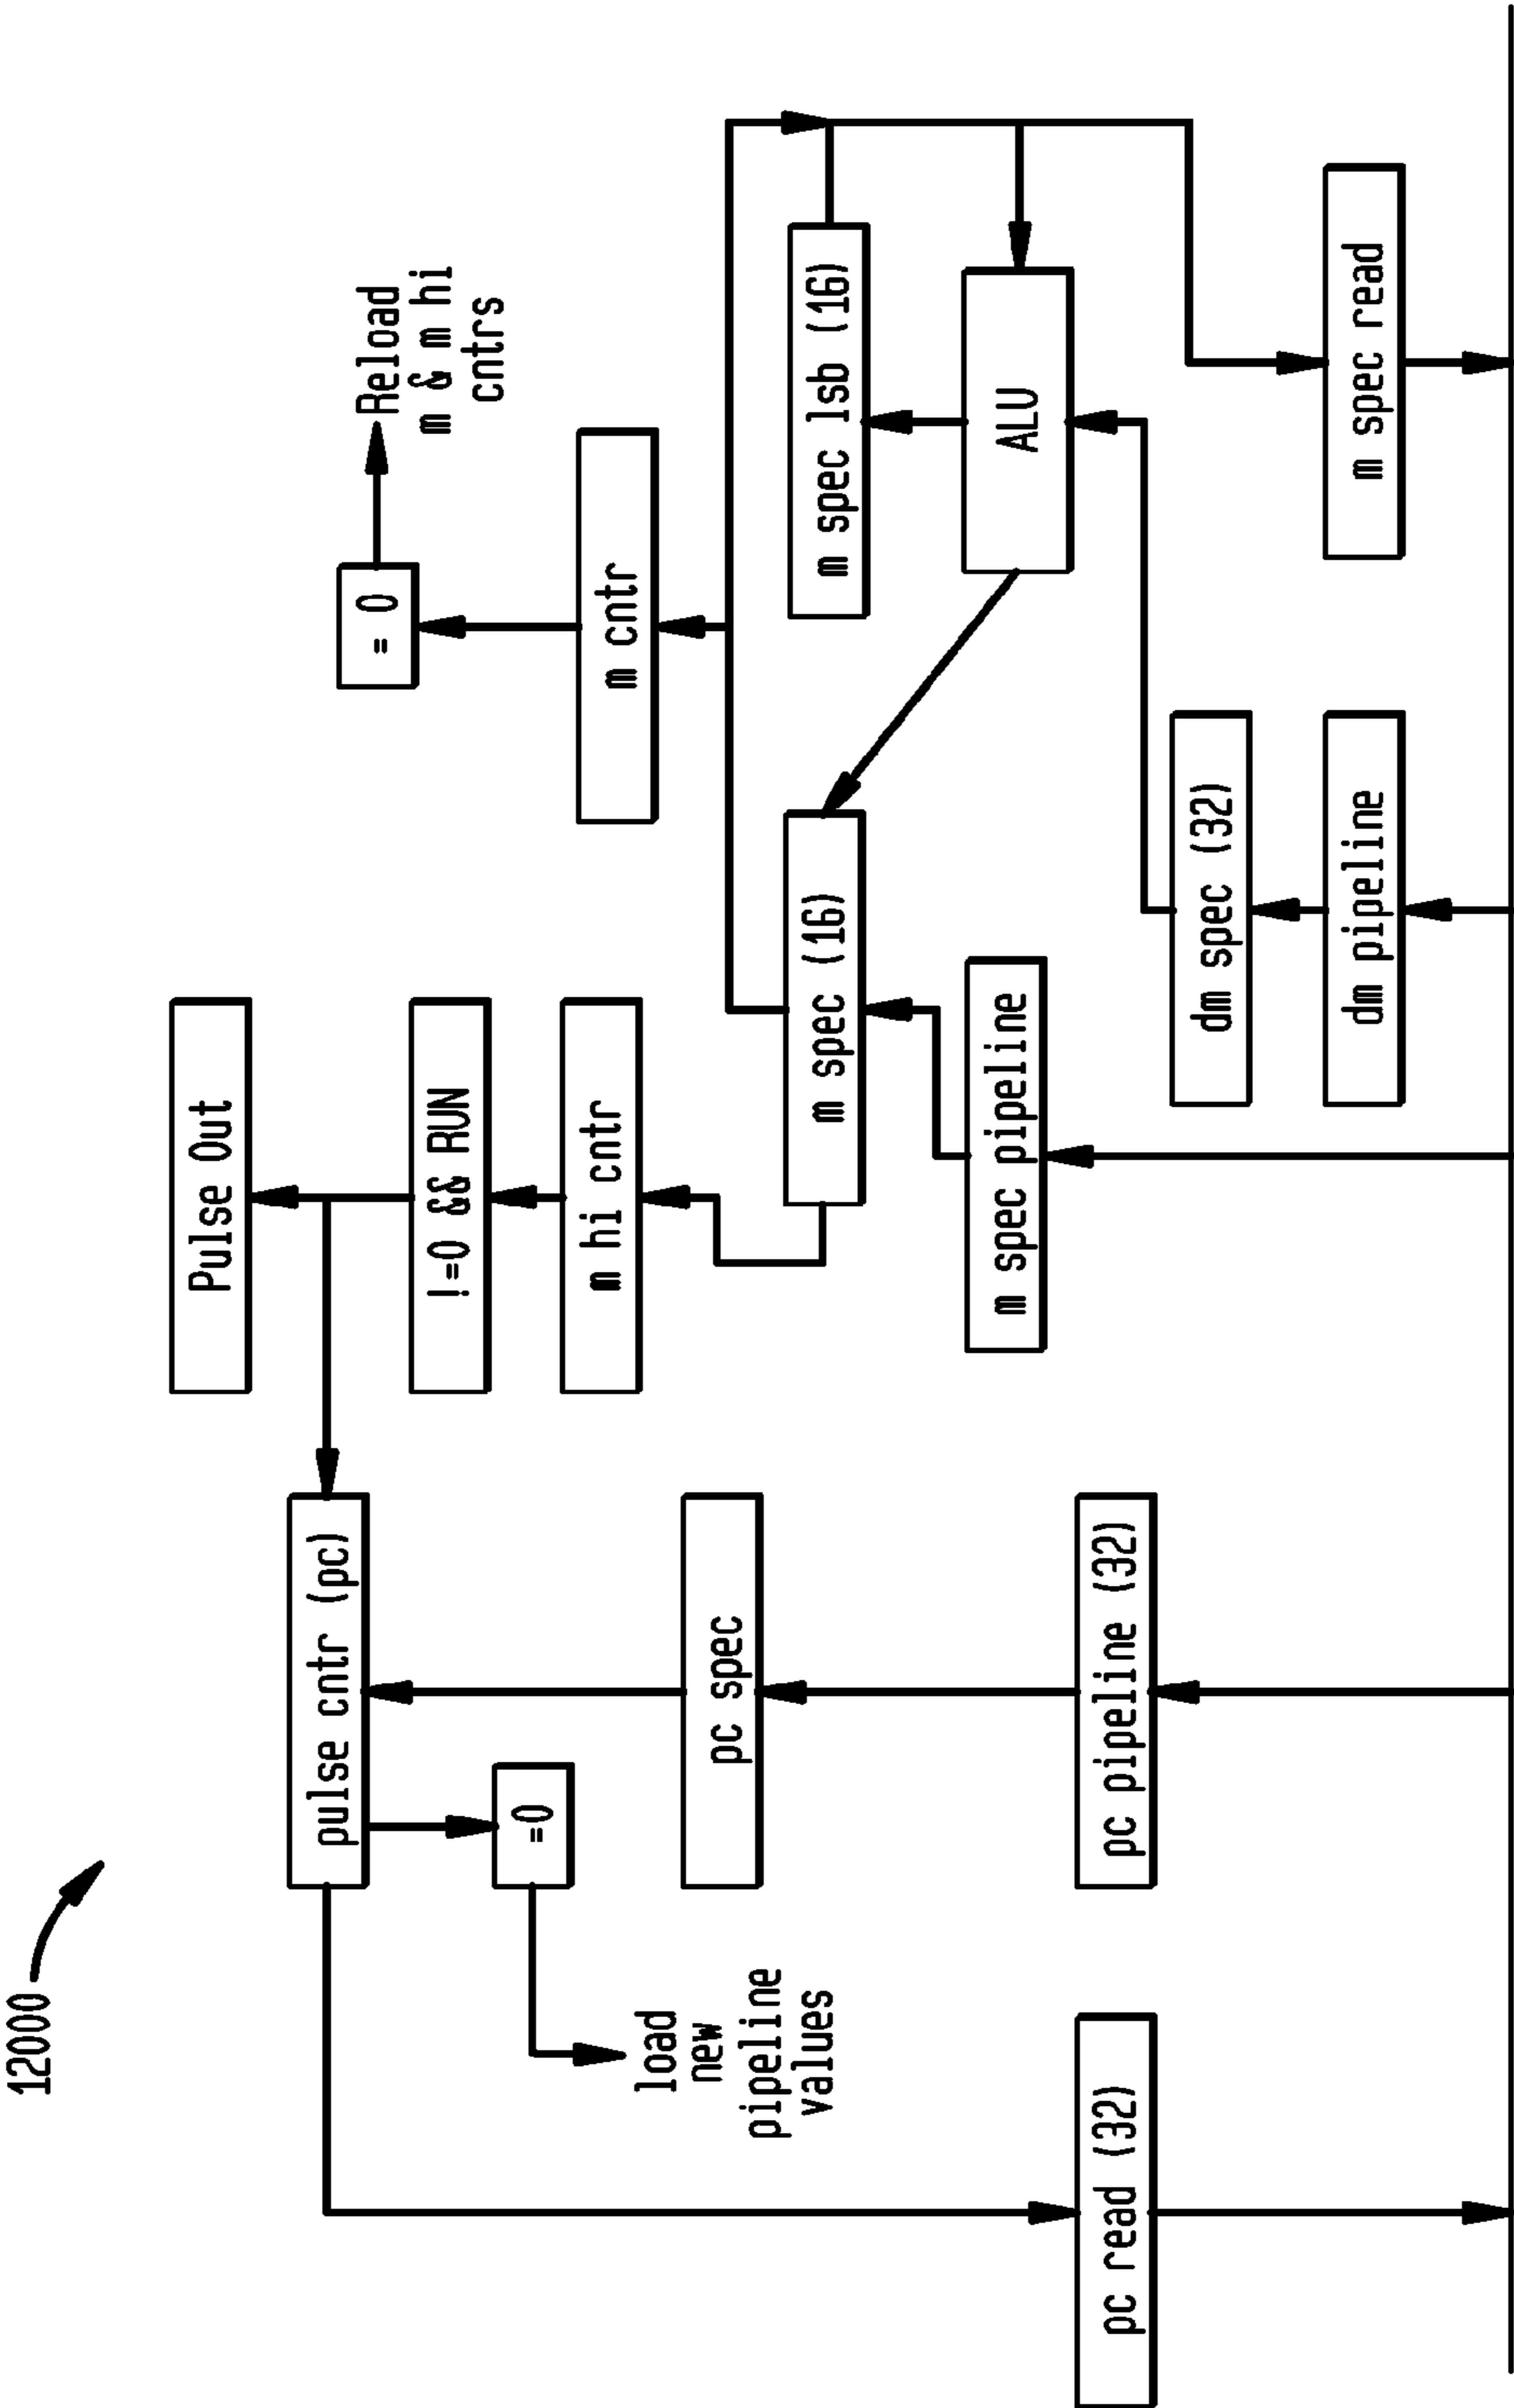 12000
Pulse Out
pulse cntr (pc)
= 0
Reload
m & m hi
cntrs
!=0 && RUN
=0
m hi cntr
m cntr
load
new
pipeline
values
pc spec
m spec (16)
m spec lsb (16)
m spec pipeline
ALU
pc read (32)
pc pipeline (32)
dm spec (32)
dm pipeline
m spec read